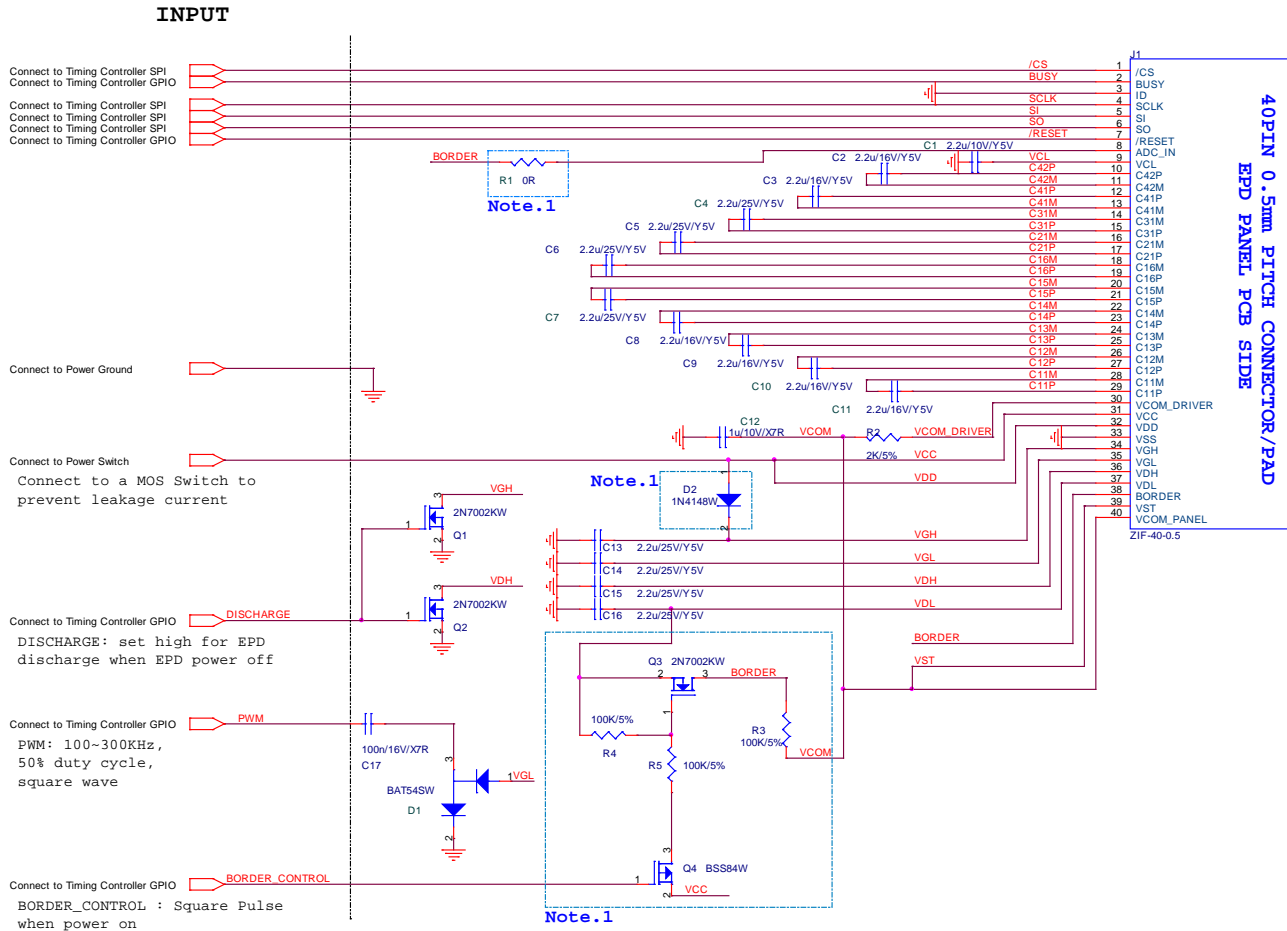 INPUT
Connect to Timing Controller SPI
Connect to Timing Controller GPIO
Connect to Timing Controller SPI
Connect to Timing Controller SPI
Connect to Timing Controller SPI
Connect to Timing Controller GPIO
Connect to Power Ground
Connect to Power Switch
Connect to a MOS Switch to
prevent leakage current
Connect to Timing Controller GPIO
DISCHARGE
DISCHARGE: set high for EPD
discharge when EPD power off
Connect to Timing Controller GPIO
PWM
PWM: 100~300KHz,
50% duty cycle,
square wave
Connect to Timing Controller GPIO
BORDER_CONTROL
BORDER_CONTROL : Square Pulse
when power on
BORDER
R1 0R
Note.1
C1 2.2u/10V/Y5V
C2 2.2u/16V/Y5V
C3 2.2u/16V/Y5V
C4 2.2u/25V/Y5V
C5 2.2u/25V/Y5V
C6 2.2u/25V/Y5V
C7 2.2u/25V/Y5V
C8 2.2u/16V/Y5V
C9 2.2u/16V/Y5V
C10 2.2u/16V/Y5V
C11 2.2u/16V/Y5V
C12
1u/10V/X7R
VCOM
R2
2K/5%
VCOM_DRIVER
VCC
VDD
Note.1
1
D2
1N4148W
2
C13 2.2u/25V/Y5V
VGH
C14 2.2u/25V/Y5V
VGL
C15 2.2u/25V/Y5V
VDH
C16 2.2u/25V/Y5V
VDL
BORDER
VST
VGH
3
1
2N7002KW
2
Q1
VDH
3
1
2N7002KW
2
Q2
100n/16V/X7R
C17
3
1
VGL
BAT54SW
D1
2
Q3 2N7002KW
2
3
BORDER
1
100K/5%
R4
R3
100K/5%
R5 100K/5%
VCOM
3
1
Q4 BSS84W
2
VCC
Note.1
/CS
BUSY
SCLK
SI
SO
/RESET
VCL
C42P
C42M
C41P
C41M
C31M
C31P
C21M
C21P
C16M
C16P
C15M
C15P
C14M
C14P
C13M
C13P
C12M
C12P
C11M
C11P
J1
1 /CS
2 BUSY
3 ID
4 SCLK
5 SI
6 SO
7 /RESET
8 ADC_IN
9 VCL
10 C42P
11 C42M
12 C41P
13 C41M
14 C31M
15 C31P
16 C21M
17 C21P
18 C16M
19 C16P
20 C15M
21 C15P
22 C14M
23 C14P
24 C13M
25 C13P
26 C12M
27 C12P
28 C11M
29 C11P
30 VCOM_DRIVER
31 VCC
32 VDD
33 VSS
34 VGH
35 VGL
36 VDH
37 VDL
38 BORDER
39 VST
40 VCOM_PANEL
ZIF-40-0.5
40PIN 0.5mm PITCH CONNECTOR/PAD
EPD PANEL PCB SIDE